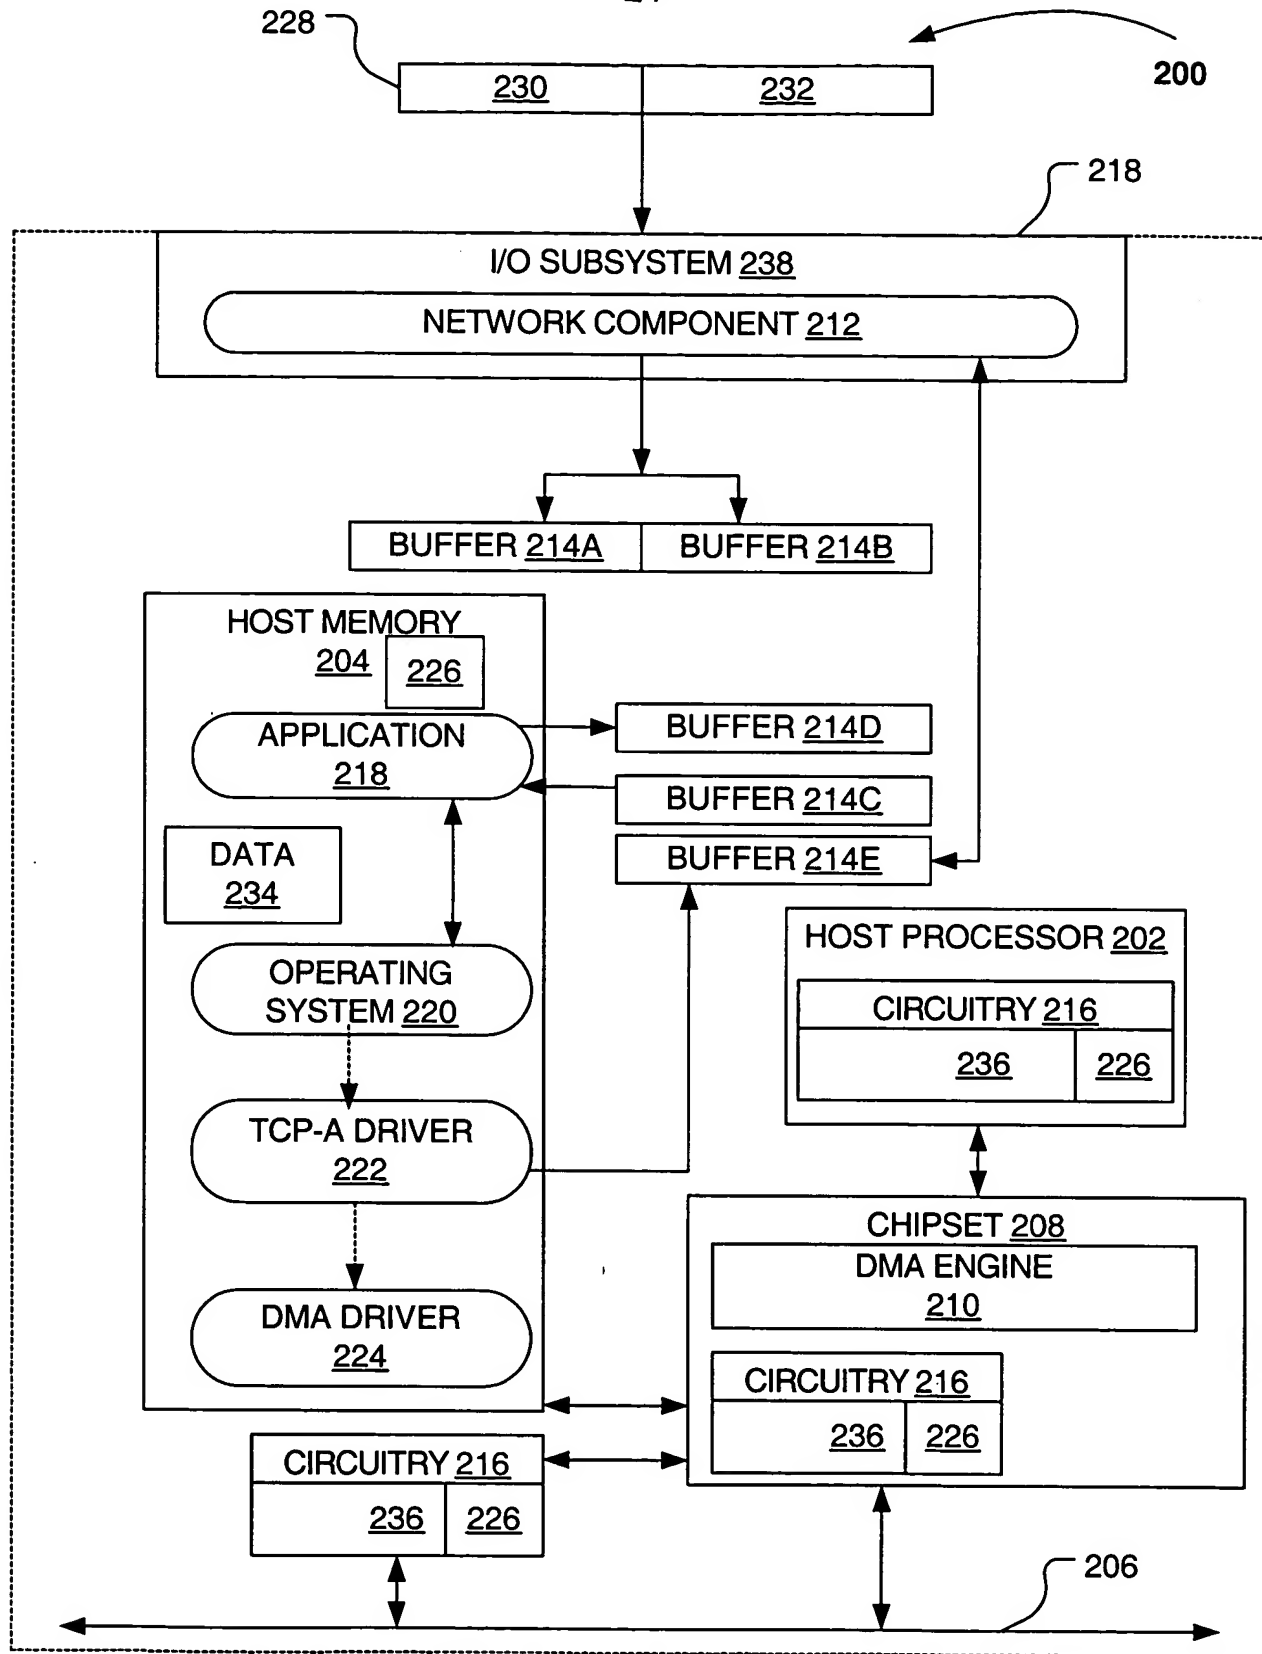 228
200
230
232
218
I/O SUBSYSTEM 238
NETWORK COMPONENT 212
BUFFER 214A
BUFFER 214B
HOST MEMORY
204
226
APPLICATION
218
BUFFER 214D
BUFFER 214C
BUFFER 214E
DATA
234
HOST PROCESSOR 202
CIRCUITRY 216
236
226
OPERATING
SYSTEM 220
TCP-A DRIVER
222
CHIPSET 208
DMA ENGINE
210
DMA DRIVER
224
CIRCUITRY 216
236
226
CIRCUITRY 216
236
226
206